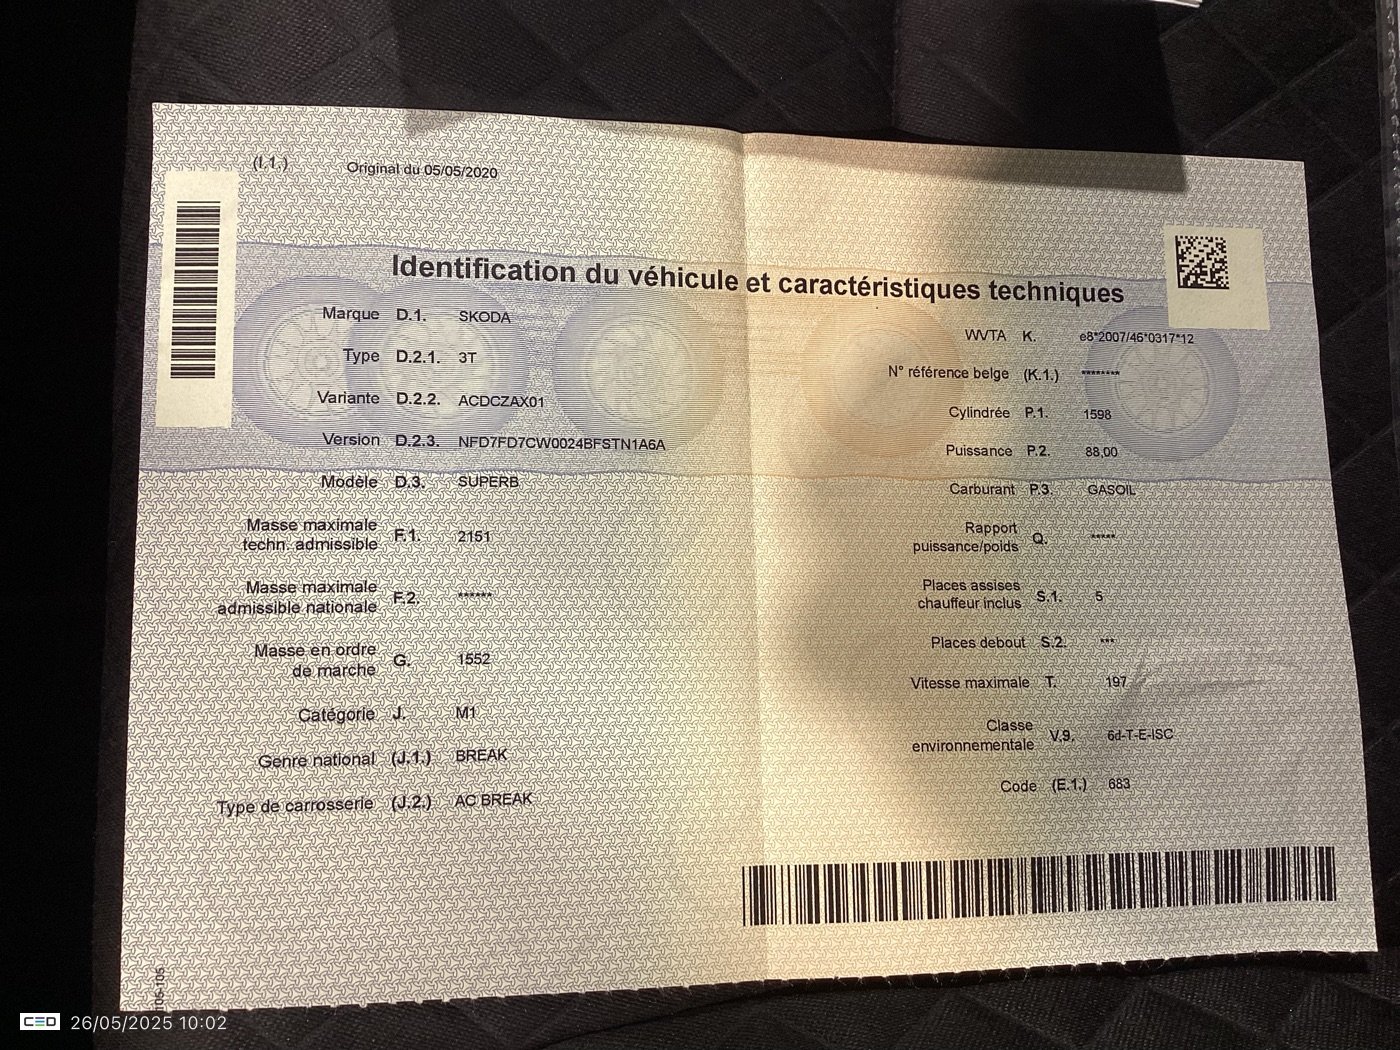 (I.1.) Original du 05/05/2020
Identification du véhicule et caractéristiques techniques
Marque D.1. SKODA
Type D.2.1. 3T
Variante D.2.2. ACDCZAX01
Version D.2.3. NFD7FD7CW0024BFSTN1A6A
Modèle D.3. SUPERB
Masse maximale
techn. admissible F.1. 2151
Masse maximale
admissible nationale F.2. ******
Masse en ordre
de marche G. 1552
Catégorie J. M1
Genre national (J.1.) BREAK
Type de carrosserie (J.2.) AC BREAK
WVTA K. e8*2007/46*0317*12
N° référence belge (K.1.) ********
Cylindrée P.1. 1598
Puissance P.2. 88,00
Carburant P.3. GASOIL
Rapport
puissance/poids Q. *****
Places assises
chauffeur inclus S.1. 5
Places debout S.2. ***
Vitesse maximale T. 197
Classe
environnementale V.9. 6d-T-E-ISC
Code (E.1.) 683
CED 26/05/2025 10:02